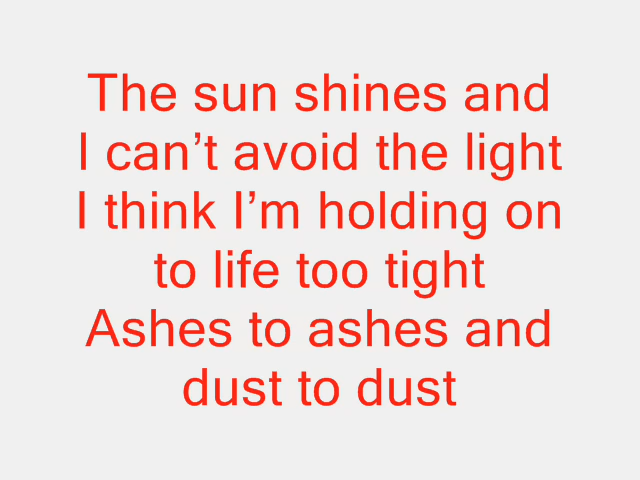 The sun shines and
I can’t avoid the light
I think I’m holding on
to life too tight
Ashes to ashes and
dust to dust